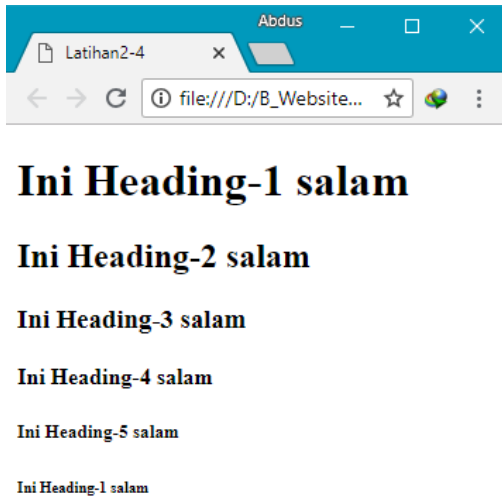 Abdus
Latihan2-4
file:///D:/B_Website...
Ini Heading-1 salam
Ini Heading-2 salam
Ini Heading-3 salam
Ini Heading-4 salam
Ini Heading-5 salam
Ini Heading-1 salam